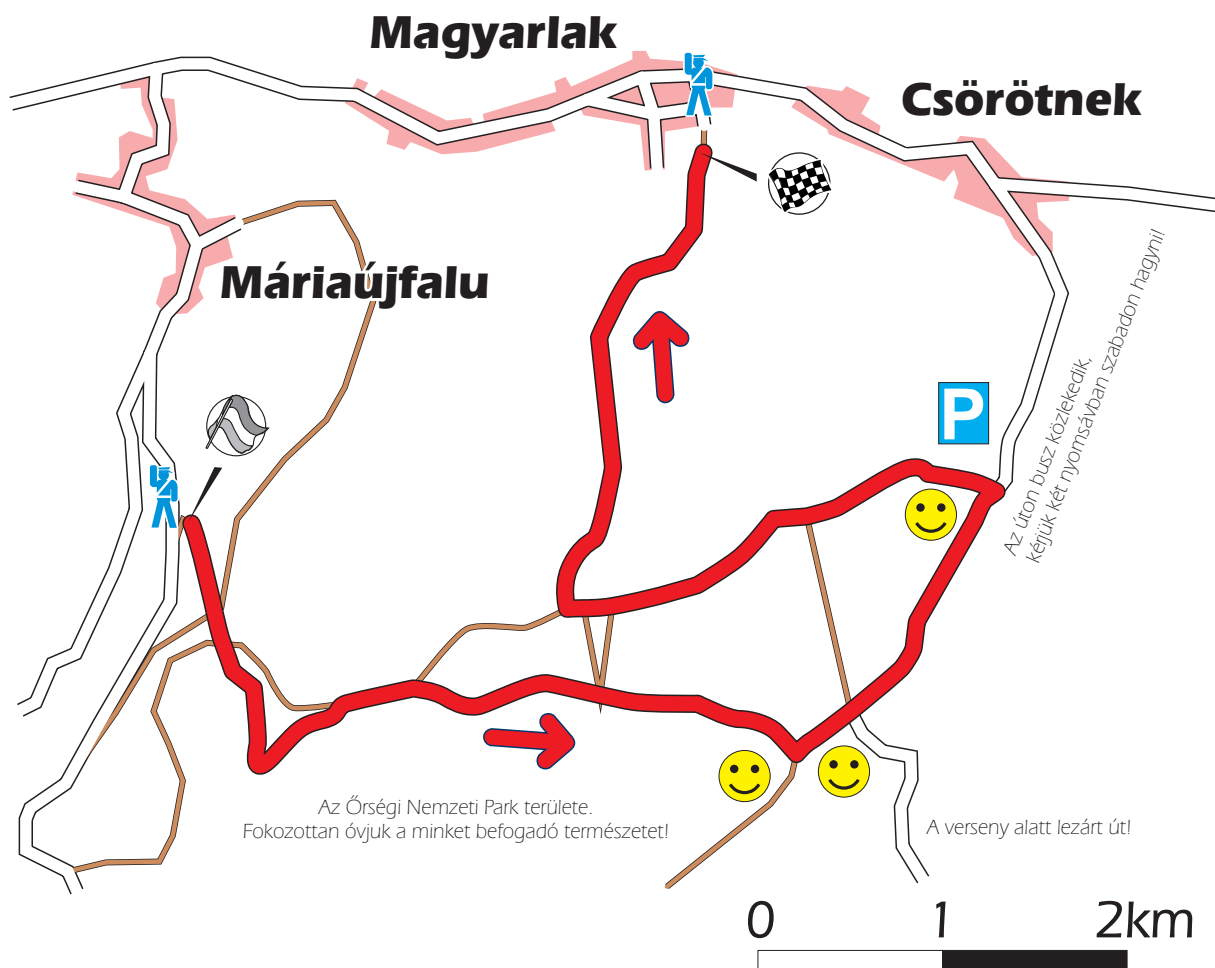 Magyarlak
Csörötnek
Máriaújfalu
P
Az úton busz közlekedik,
kérjük két nyomsávban szabadon hagyni!
Az Őrségi Nemzeti Park területe.
Fokozottan óvjuk a minket befogadó természetet!
A verseny alatt lezárt út!
0 1 2km